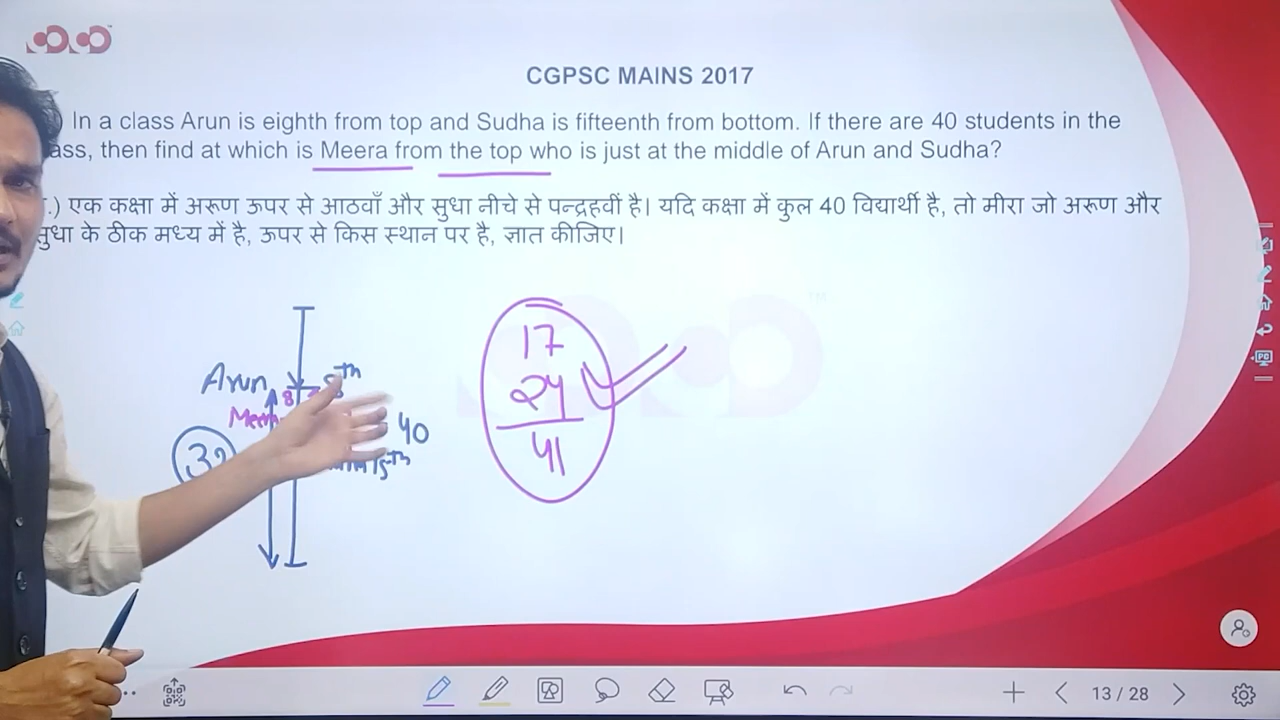 CGPSC MAINS 2017
) In a class Arun is eighth from top and Sudha is fifteenth from bottom. If there are 40 students in the
ass, then find at which is Meera from the top who is just at the middle of Arun and Sudha?
.) एक कक्षा में अरूण ऊपर से आठवाँ और सुधा नीचे से पन्द्रहवीं है। यदि कक्षा में कुल 40 विद्यार्थी है, तो मीरा जो अरूण और
सुधा के ठीक मध्य में है, ऊपर से किस स्थान पर है, ज्ञात कीजिए।
17
24
41
Arun 8 th
40
15th
13 / 28